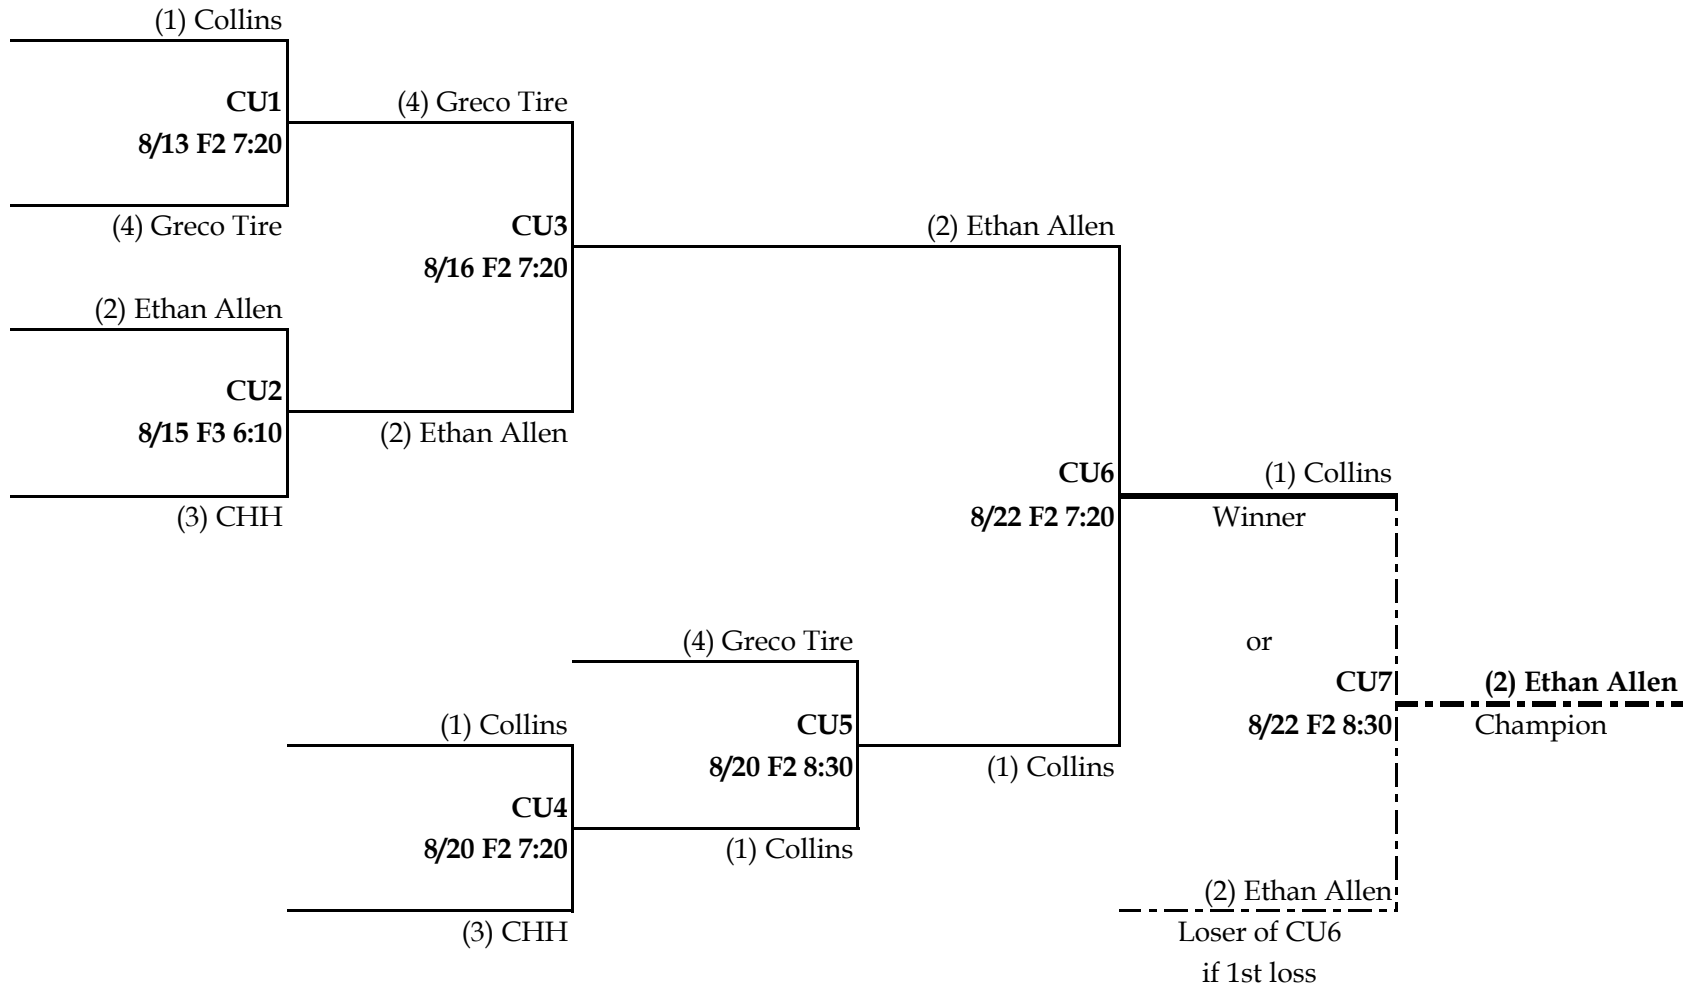 (1) Collins
CU1
8/13 F2 7:20
(4) Greco Tire
(4) Greco Tire
CU3
8/16 F2 7:20
(2) Ethan Allen
(2) Ethan Allen
CU2
8/15 F3 6:10
(2) Ethan Allen
(3) CHH
CU6
8/22 F2 7:20
(1) Collins
Winner
or
(4) Greco Tire
CU7
8/22 F2 8:30
(2) Ethan Allen
Champion
(1) Collins
CU5
8/20 F2 8:30
(1) Collins
CU4
8/20 F2 7:20
(1) Collins
(3) CHH
(2) Ethan Allen
Loser of CU6
if 1st loss